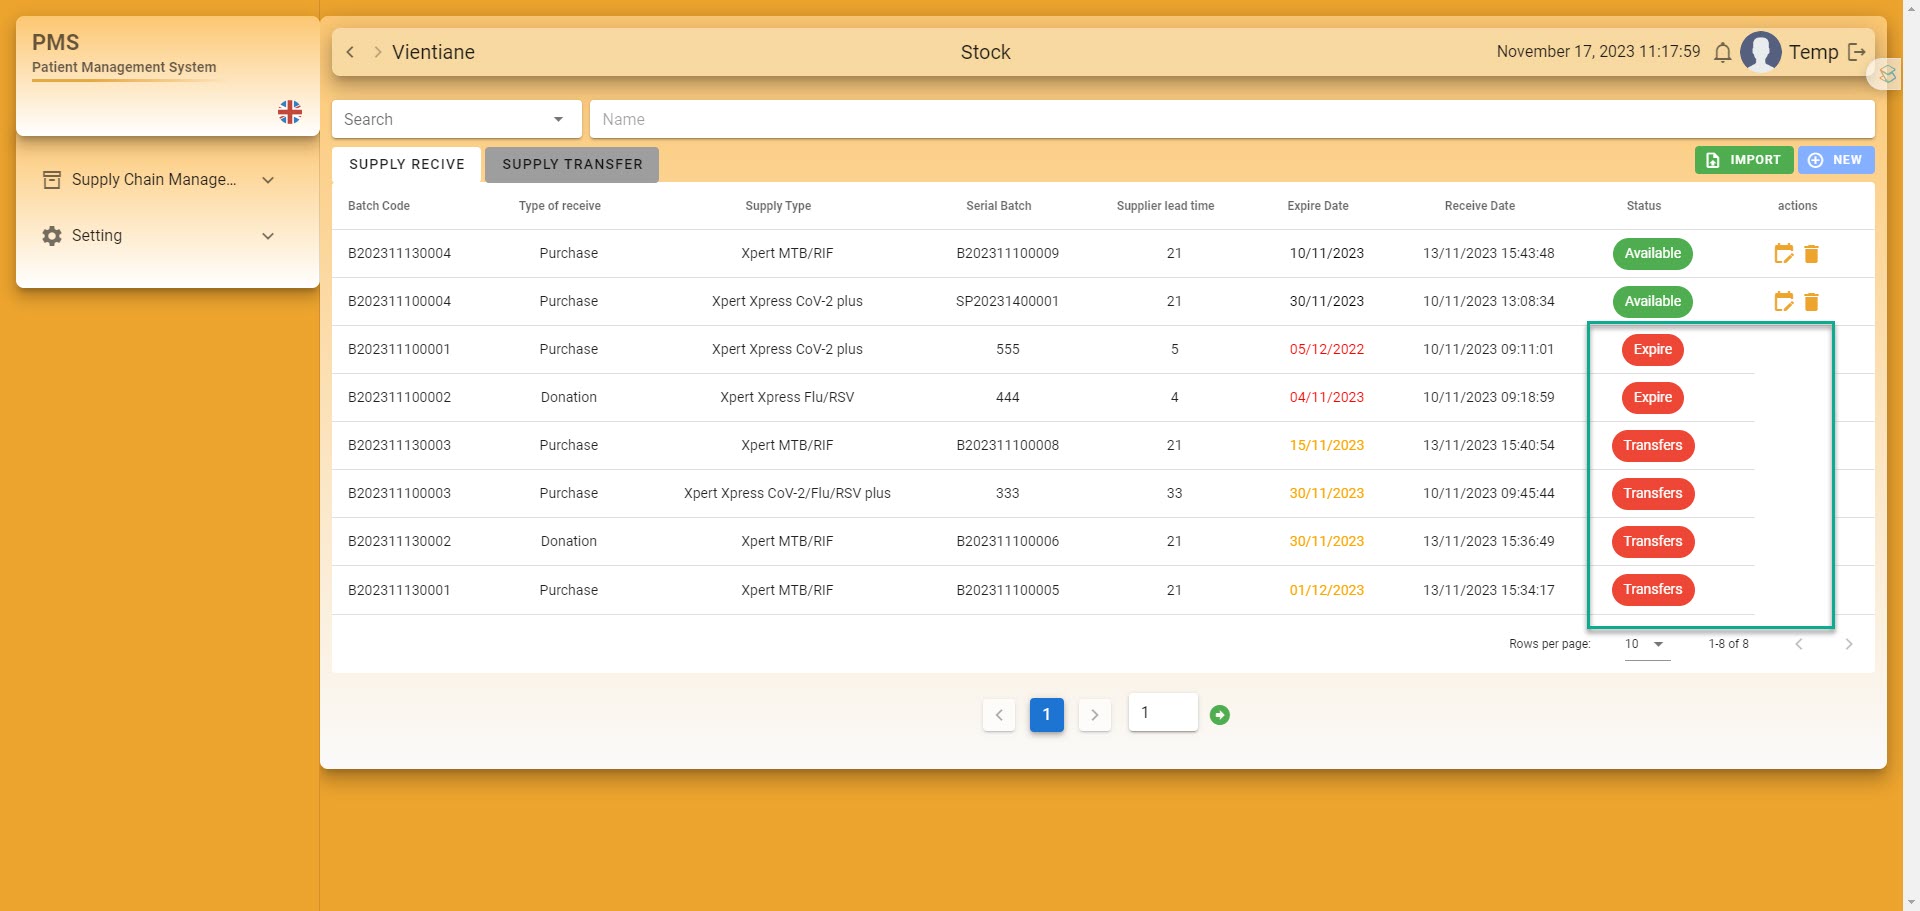 PMS
Patient Management System
Supply Chain Manage...
Setting
Vientiane
Stock
November 17, 2023 11:17:59
Temp
Search
Name
SUPPLY RECIVE
SUPPLY TRANSFER
IMPORT
NEW
Batch Code Type of receive Supply Type Serial Batch Supplier lead time Expire Date Receive Date Status actions
B202311130004 Purchase Xpert MTB/RIF B202311100009 21 10/11/2023 13/11/2023 15:43:48 Available
B202311100004 Purchase Xpert Xpress CoV-2 plus SP20231400001 21 30/11/2023 10/11/2023 13:08:34 Available
B202311100001 Purchase Xpert Xpress CoV-2 plus 555 5 05/12/2022 10/11/2023 09:11:01 Expire
B202311100002 Donation Xpert Xpress Flu/RSV 444 4 04/11/2023 10/11/2023 09:18:59 Expire
B202311130003 Purchase Xpert MTB/RIF B202311100008 21 15/11/2023 13/11/2023 15:40:54 Transfers
B202311100003 Purchase Xpert Xpress CoV-2/Flu/RSV plus 333 33 30/11/2023 10/11/2023 09:45:44 Transfers
B202311130002 Donation Xpert MTB/RIF B202311100006 21 30/11/2023 13/11/2023 15:36:49 Transfers
B202311130001 Purchase Xpert MTB/RIF B202311100005 21 01/12/2023 13/11/2023 15:34:17 Transfers
Rows per page: 10 1-8 of 8
1 1